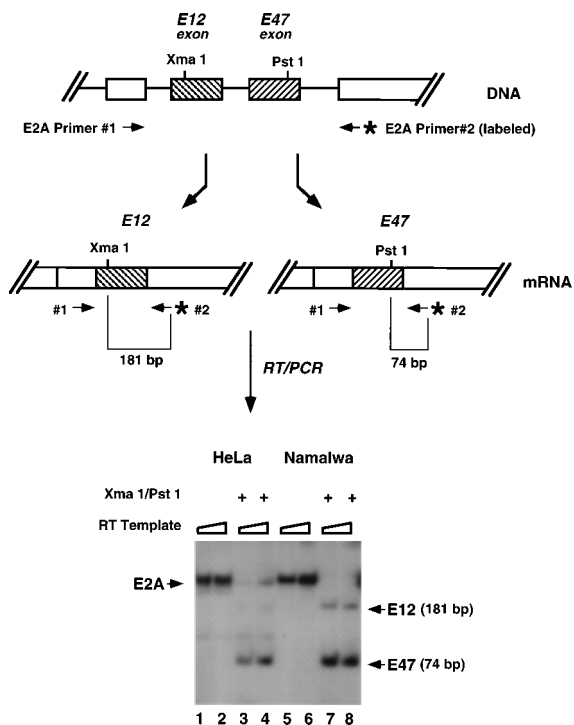 E12 E47
exon exon
Xma 1 Pst 1
DNA
E2A Primer #1 * E2A Primer#2 (labeled)
E12 E47
Xma 1 Pst 1
mRNA
#1 * #2 #1 * #2
181 bp 74 bp
RT/PCR
HeLa Namalwa
Xma 1/Pst 1 + + + +
RT Template
E2A
E12 (181 bp)
E47 (74 bp)
1 2 3 4 5 6 7 8